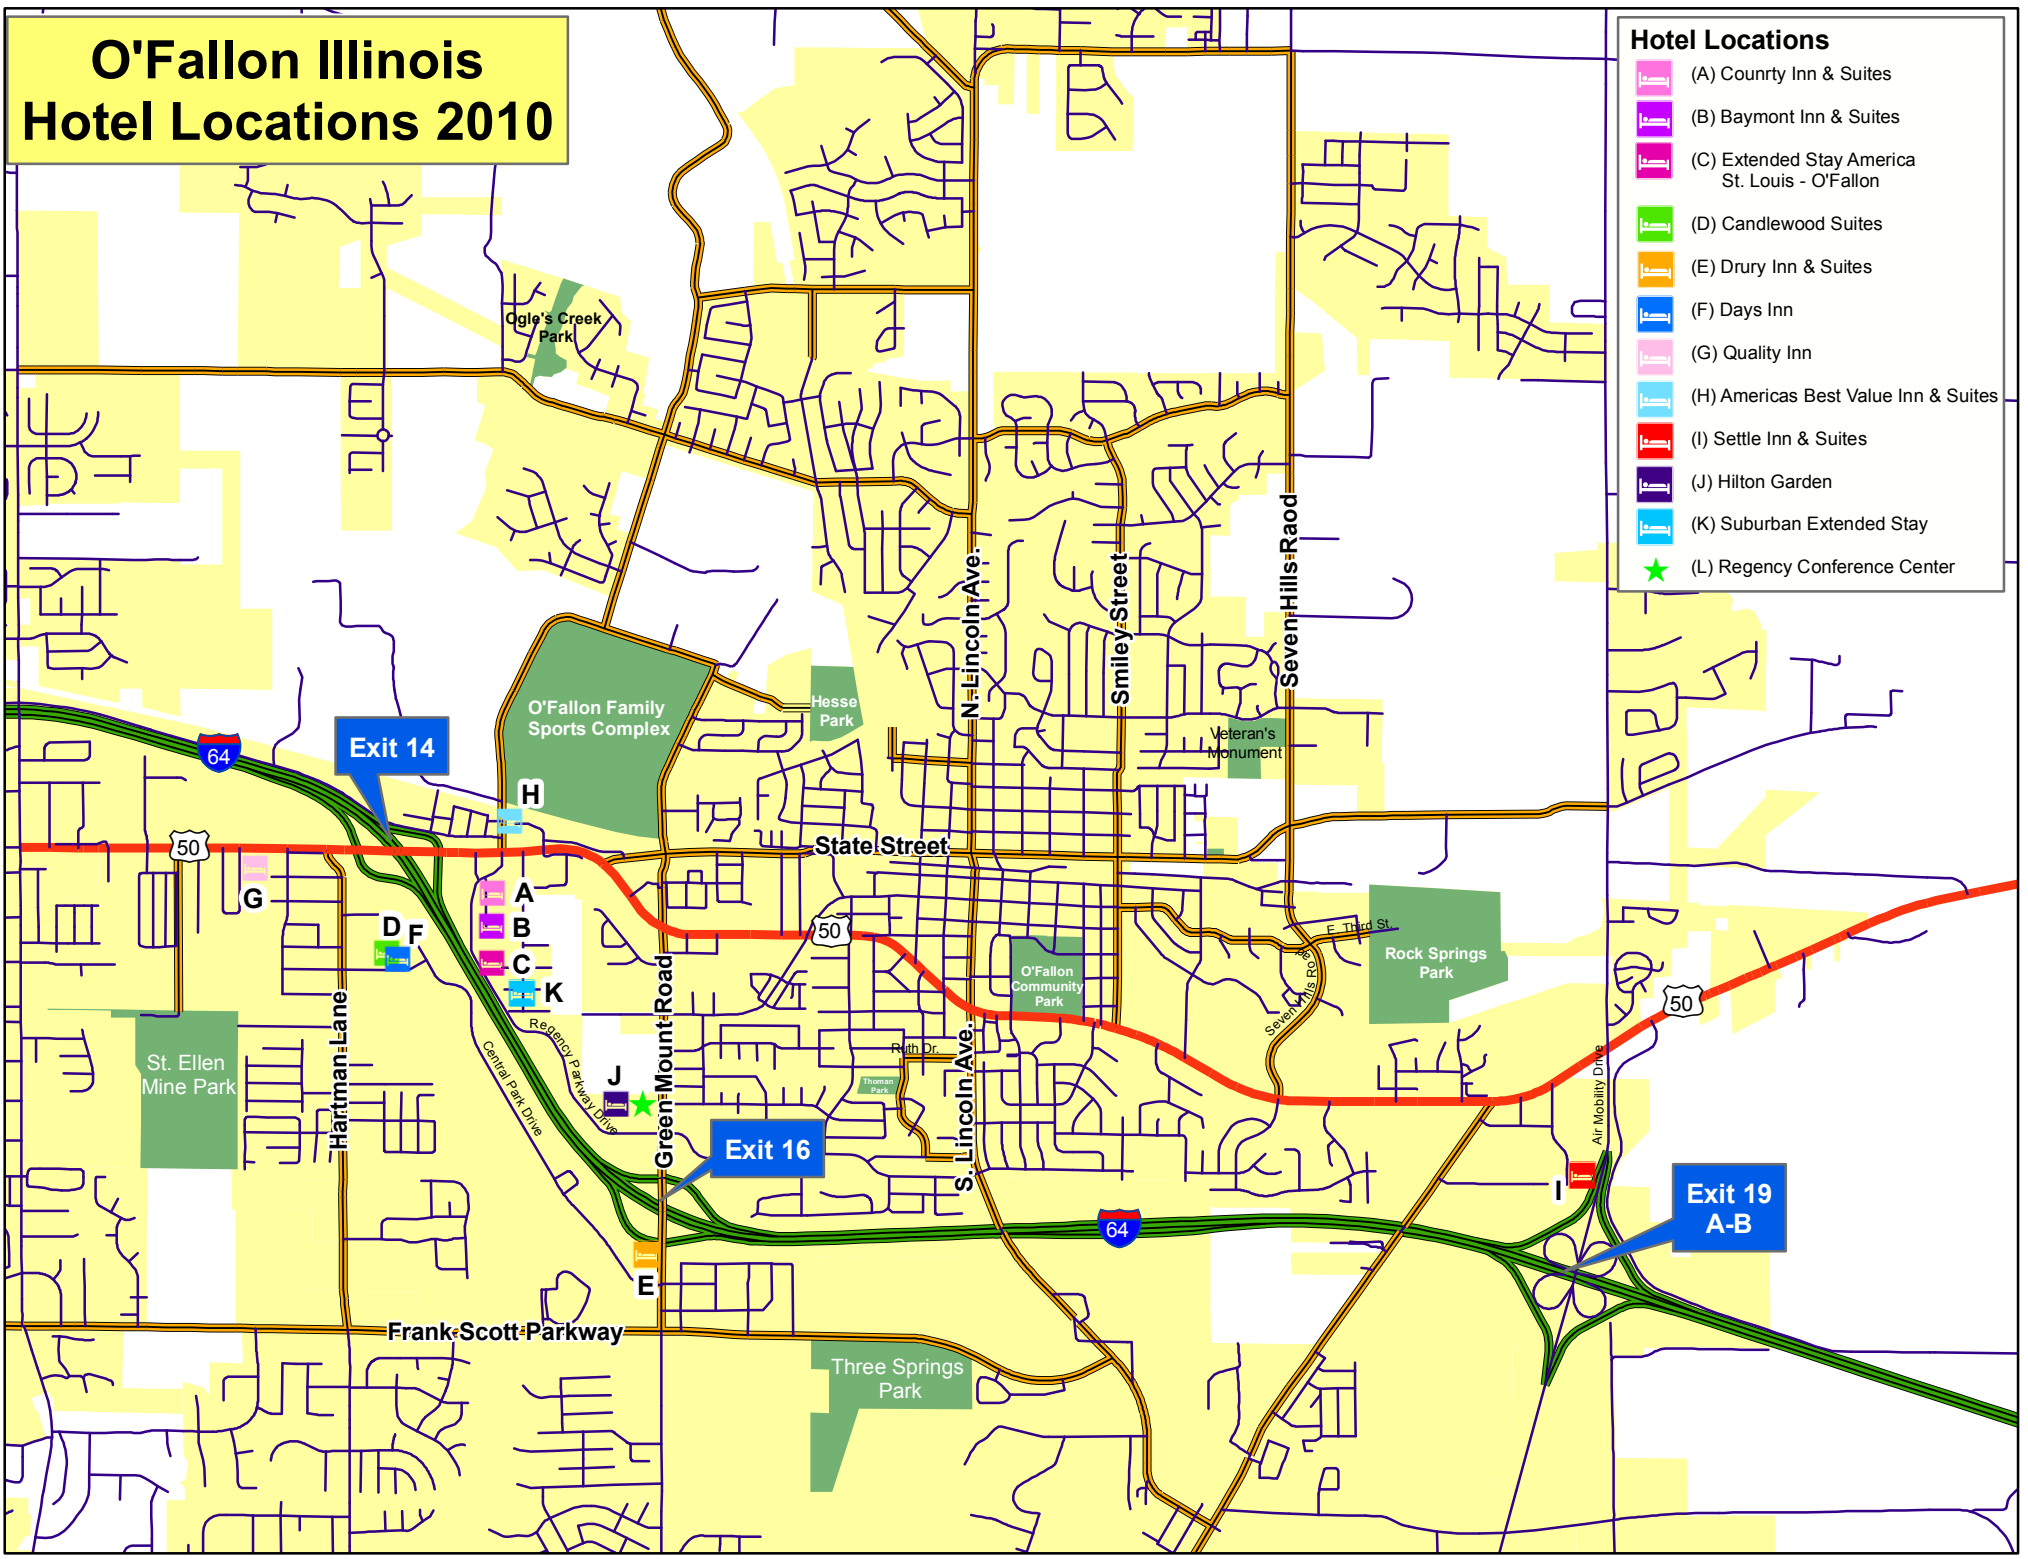 O'Fallon Illinois
Hotel Locations 2010
Hotel Locations
(A) Counrty Inn & Suites
(B) Baymont Inn & Suites
(C) Extended Stay America
St. Louis - O'Fallon
(D) Candlewood Suites
(E) Drury Inn & Suites
(F) Days Inn
(G) Quality Inn
(H) Americas Best Value Inn & Suites
(I) Settle Inn & Suites
(J) Hilton Garden
(K) Suburban Extended Stay
(L) Regency Conference Center
Ogle's Creek
Park
N. Lincoln Ave.
Smiley Street
Seven Hills Raod
O'Fallon Family
Sports Complex
Hesse
Park
Veteran's
Monument
64
Exit 14
H
50
State Street
G
A
B
C
K
D
F
50
E. Third St.
Rock Springs
Park
O'Fallon
Community
Park
Seven Hills Road
50
Hartman Lane
Green Mount Road
Regency Parkway Drive
Central Park Drive
St. Ellen
Mine Park
J
Ruth Dr.
Thoman
Park
S. Lincoln Ave.
Air Mobility Drive
Exit 16
I
Exit 19
A-B
64
E
Frank Scott Parkway
Three Springs
Park